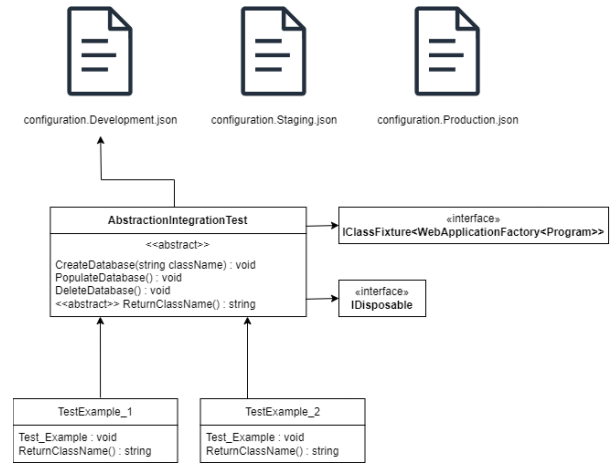 configuration.Development.json
configuration.Staging.json
configuration.Production.json
AbstractionIntegrationTest
<<abstract>>
CreateDatabase(string className) : void
PopulateDatabase() : void
DeleteDatabase() : void
<<abstract>> ReturnClassName() : string
«interface»
IClassFixture<WebApplicationFactory<Program>>
«interface»
IDisposable
TestExample_1
Test_Example : void
ReturnClassName() : string
TestExample_2
Test_Example : void
ReturnClassName() : string